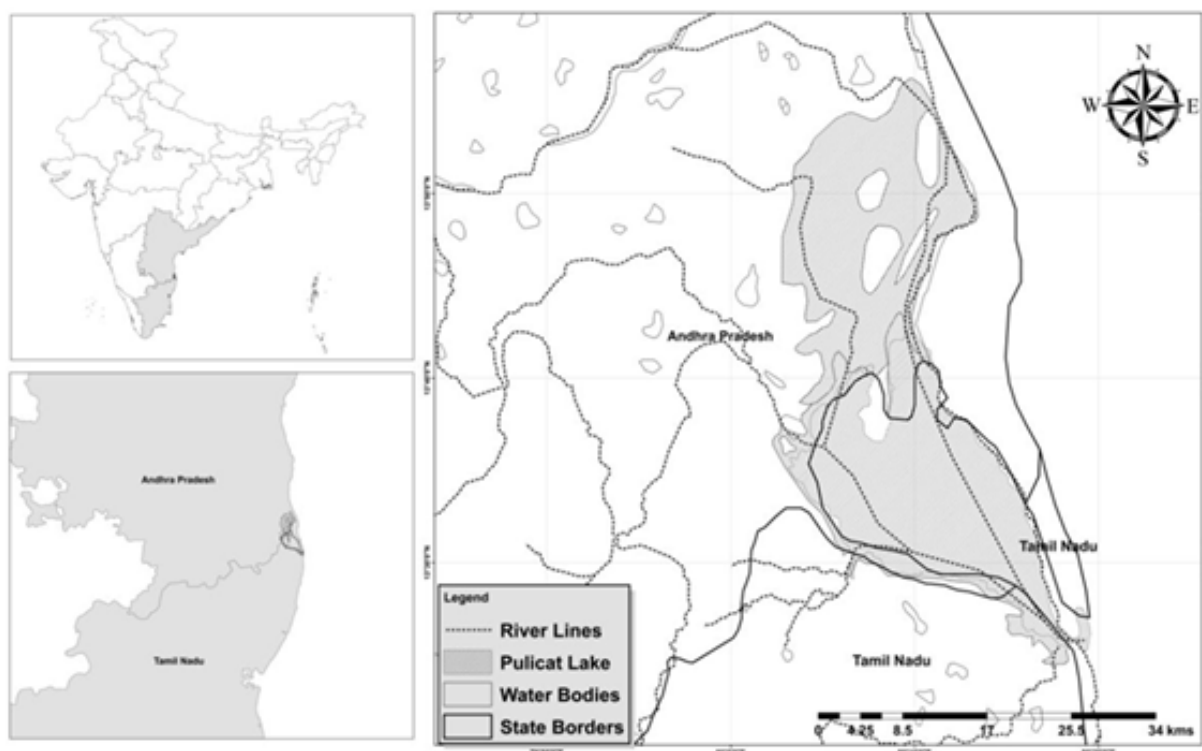 Andhra Pradesh
Tamil Nadu
N
W E
S
Andhra Pradesh
Tamil Nadu
Tamil Nadu
Legend
River Lines
Pulicat Lake
Water Bodies
State Borders
0 4.25 8.5 17 25.5 34 kms